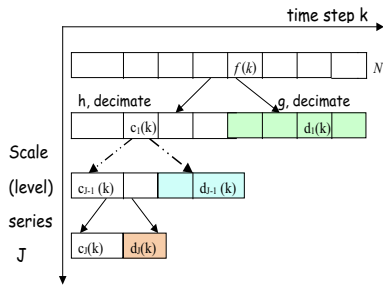 time step k
f(k) N
h, decimate g, decimate
c₁(k) d₁(k)
Scale
(level)
series
J
cJ-1 (k) dJ-1 (k)
cJ(k) dJ(k)